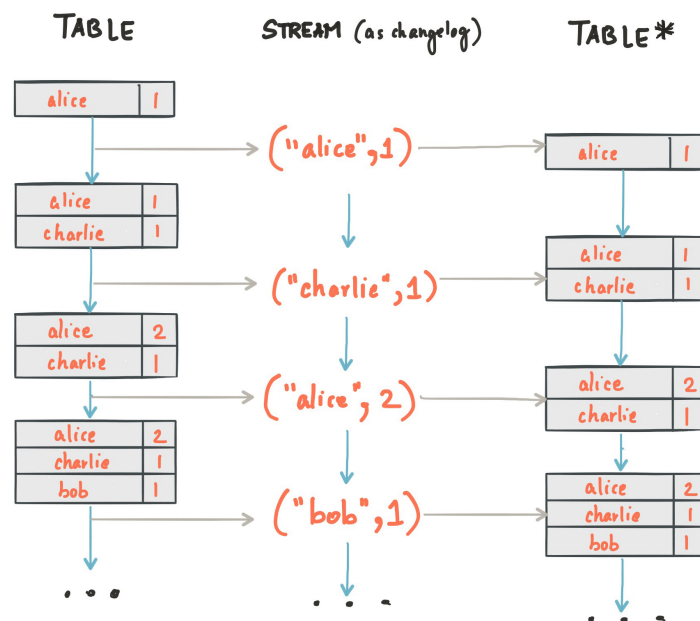 TABLE
STREAM (as changelog)
TABLE*
alice 1
("alice", 1)
alice 1
alice 1
charlie 1
("charlie", 1)
alice 1
charlie 1
alice 2
charlie 1
("alice", 2)
alice 2
charlie 1
alice 2
charlie 1
bob 1
("bob", 1)
alice 2
charlie 1
bob 1
...
...
...